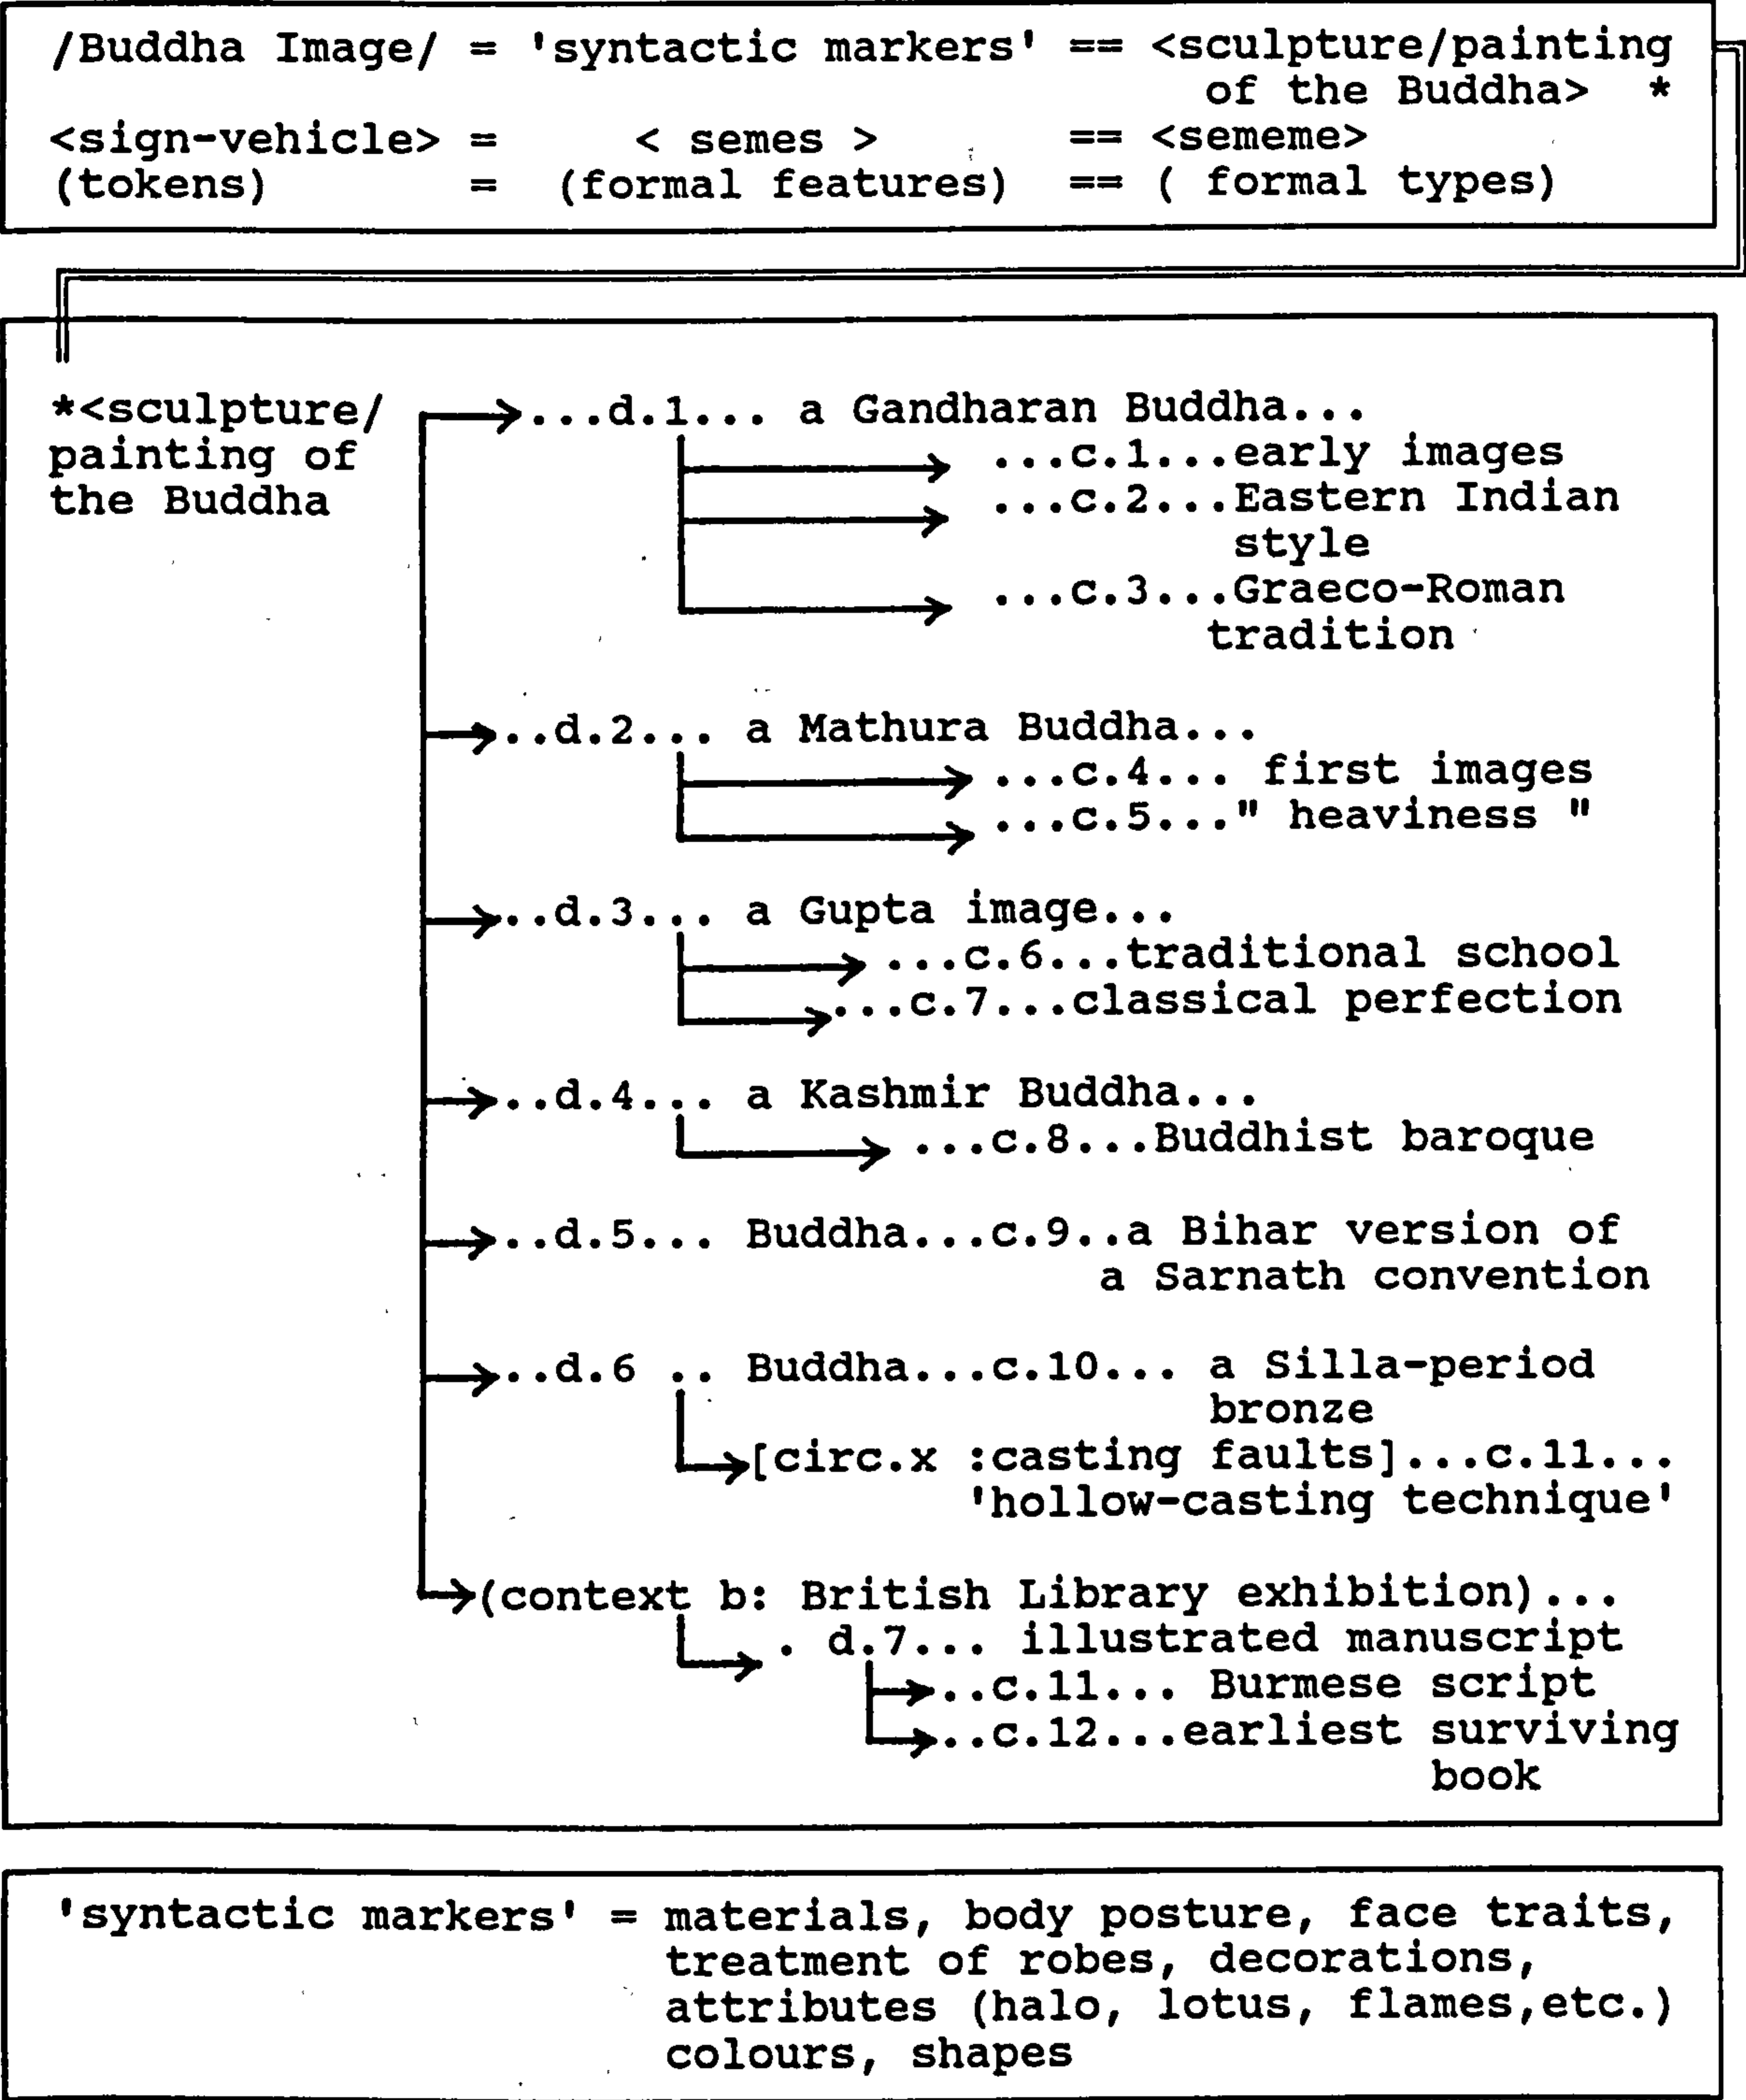 /Buddha Image/ = 'syntactic markers' == <sculpture/painting
of the Buddha> *
<sign-vehicle> = < semes > == <sememe>
(tokens) = (formal features) == ( formal types)
*<sculpture/
painting of
the Buddha
...d.1... a Gandharan Buddha...
...c.1...early images
...c.2...Eastern Indian
style
...c.3...Graeco-Roman
tradition
..d.2... a Mathura Buddha...
...c.4... first images
...c.5..." heaviness "
..d.3... a Gupta image...
...c.6...traditional school
...c.7...classical perfection
..d.4... a Kashmir Buddha...
...c.8...Buddhist baroque
..d.5... Buddha...c.9..a Bihar version of
a Sarnath convention
..d.6 .. Buddha...c.10... a Silla-period
bronze
[circ.x :casting faults]...c.11...
'hollow-casting technique'
(context b: British Library exhibition)...
. d.7... illustrated manuscript
..c.11... Burmese script
..c.12...earliest surviving
book
'syntactic markers' = materials, body posture, face traits,
treatment of robes, decorations,
attributes (halo, lotus, flames,etc.)
colours, shapes